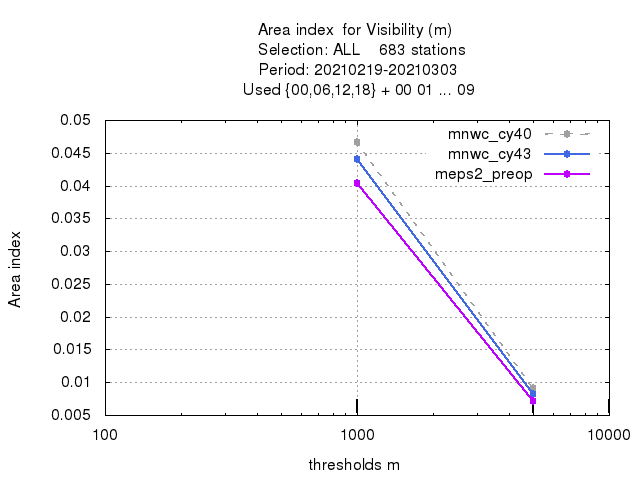 Area index for Visibility (m)
Selection: ALL 683 stations
Period: 20210219-20210303
Used {00,06,12,18} + 00 01 ... 09
0.05
0.045
0.04
0.035
0.03
0.025
0.02
0.015
0.01
0.005
Area index
mnwc_cy40
mnwc_cy43
meps2_preop
100
1000
10000
thresholds m